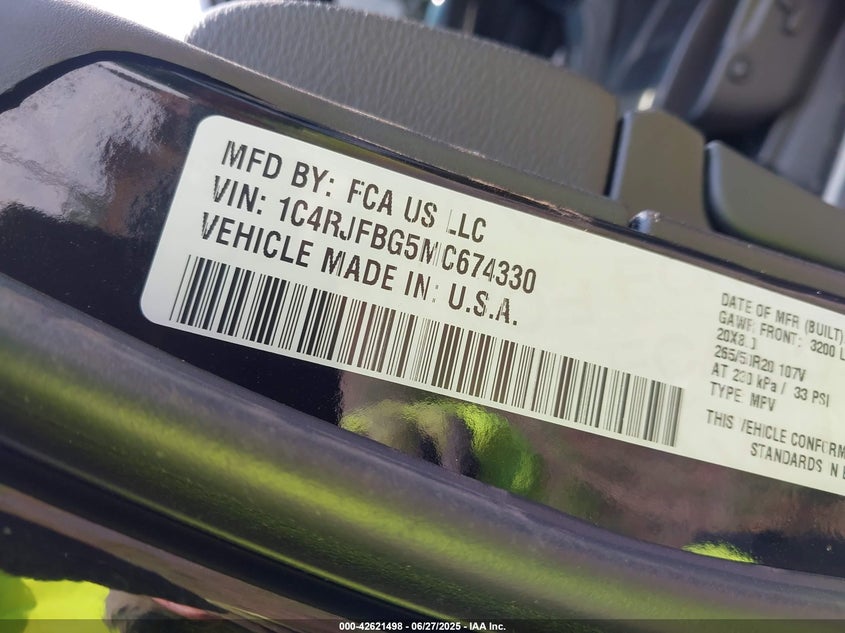 MFD BY: FCA US LLC
VIN: 1C4RJFBG5MC674330
VEHICLE MADE IN: U.S.A.
DATE OF MFR (BUILT)
GAWR FRONT: 3200 L
20X8.0
265/50R20 107V
AT 230 kPa / 33 PSI
TYPE: MPV
THIS VEHICLE CONFORM
STANDARDS IN E
000-42621498 - 06/27/2025 - IAA Inc.